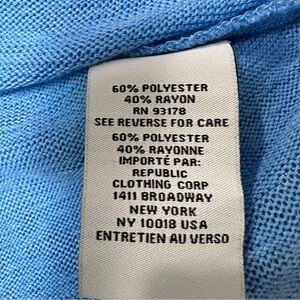 60% POLYESTER
40% RAYON
RN 93178
SEE REVERSE FOR CARE
60% POLYESTER
40% RAYONNE
IMPORTÉ PAR:
REPUBLIC
CLOTHING CORP
1411 BROADWAY
NEW YORK
NY 10018 USA
ENTRETIEN AU VERSO